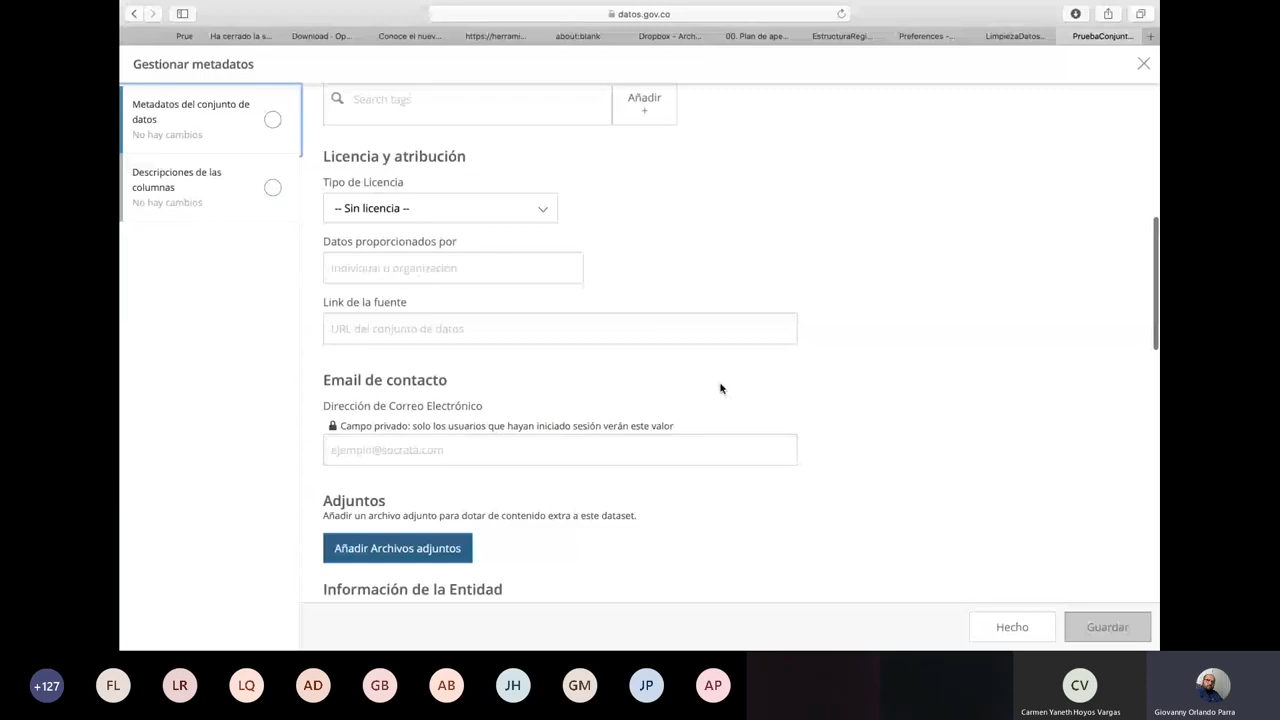 datos.gov.co
Prue
Ha cerrado la s...
Download · Op...
Conoce el nuev...
https://herrami...
about:blank
Dropbox - Arch...
00. Plan de ape...
EstructuraRegi...
Preferences -...
LimpiezaDatos...
PruebaConjunt...
Gestionar metadatos
Metadatos del conjunto de
datos
No hay cambios
Descripciones de las
columnas
No hay cambios
Search tags
Añadir
+
Licencia y atribución
Tipo de Licencia
-- Sin licencia --
Datos proporcionados por
Individual u organización
Link de la fuente
URL del conjunto de datos
Email de contacto
Dirección de Correo Electrónico
Campo privado: solo los usuarios que hayan iniciado sesión verán este valor
ejemplo@socrata.com
Adjuntos
Añadir un archivo adjunto para dotar de contenido extra a este dataset.
Añadir Archivos adjuntos
Información de la Entidad
Hecho
Guardar
+127
FL
LR
LQ
AD
GB
AB
JH
GM
JP
AP
CV
Carmen Yaneth Hoyos Vargas
Giovanny Orlando Parra